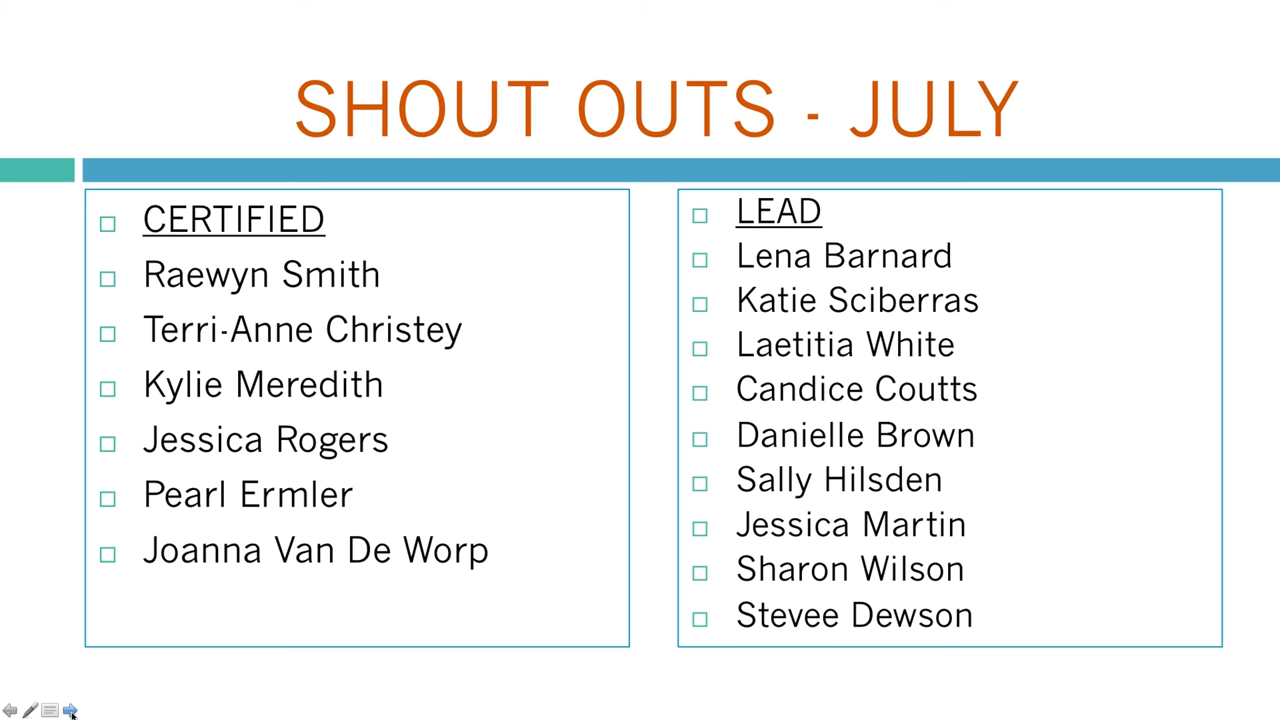 SHOUT OUTS - JULY
CERTIFIED
Raewyn Smith
Terri-Anne Christey
Kylie Meredith
Jessica Rogers
Pearl Ermler
Joanna Van De Worp
LEAD
Lena Barnard
Katie Sciberras
Laetitia White
Candice Coutts
Danielle Brown
Sally Hilsden
Jessica Martin
Sharon Wilson
Stevee Dewson